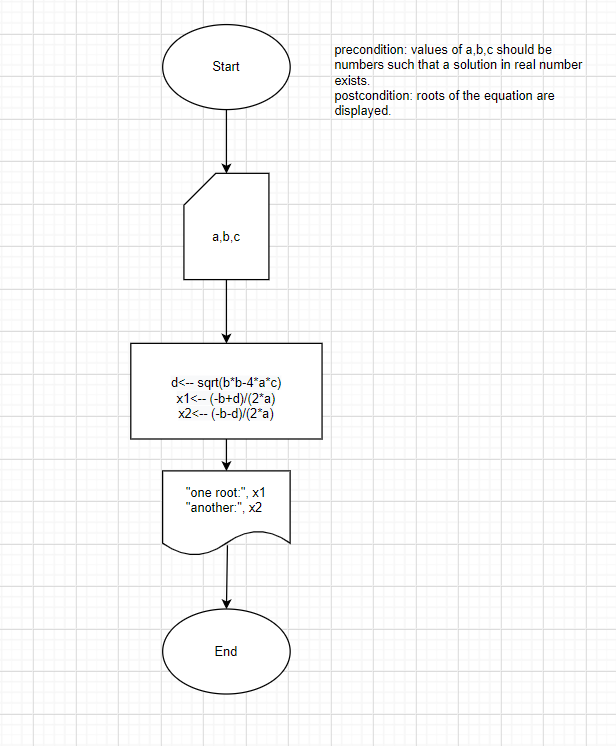 Start
precondition: values of a,b,c should be
numbers such that a solution in real number
exists.
postcondition: roots of the equation are
displayed.
a,b,c
d<-- sqrt(b*b-4*a*c)
x1<-- (-b+d)/(2*a)
x2<-- (-b-d)/(2*a)
"one root:", x1
"another:", x2
End